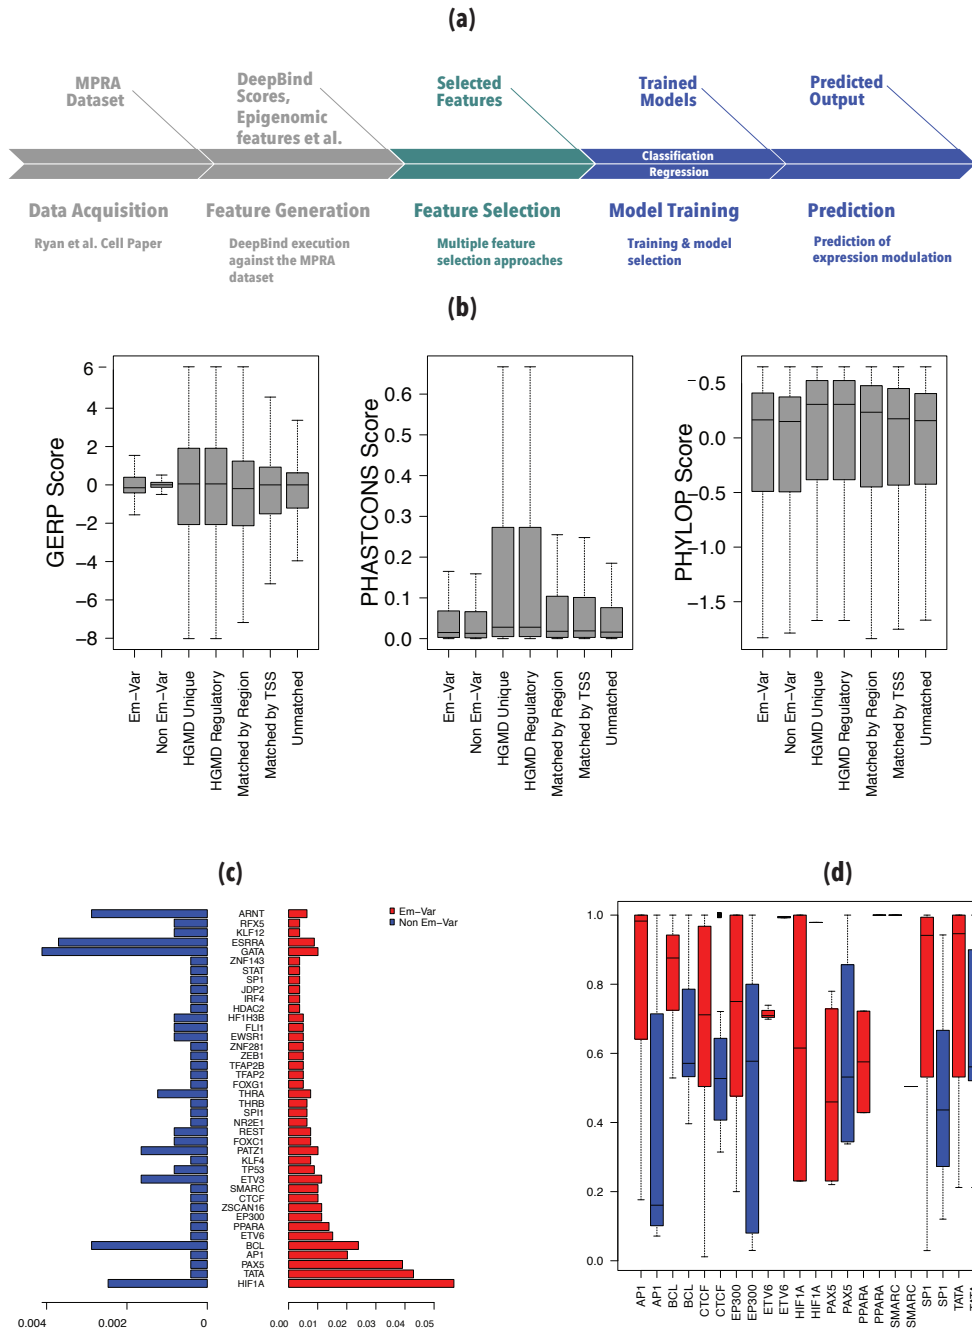 (a)
MPRA
Dataset
DeepBind
Scores,
Epigenomic
features et al.
Selected
Features
Trained
Models
Predicted
Output
Classification
Regression
Data Acquisition
Feature Generation
Feature Selection
Model Training
Prediction
Ryan et al. Cell Paper
DeepBind execution
against the MPRA
dataset
Multiple feature
selection approaches
Training & model
selection
Prediction of
expression modulation
(b)
GERP Score
6
4
2
0
−2
−4
−6
−8
Em−Var
Non Em−Var
HGMD Unique
HGMD Regulatory
Matched by Region
Matched by TSS
Unmatched
PHASTCONS Score
0.6
0.5
0.4
0.3
0.2
0.1
0.0
Em−Var
Non Em−Var
HGMD Unique
HGMD Regulatory
Matched by Region
Matched by TSS
Unmatched
PHYLOP Score
0.5
0.0
−0.5
−1.0
−1.5
Em−Var
Non Em−Var
HGMD Unique
HGMD Regulatory
Matched by Region
Matched by TSS
Unmatched
(c)
Em−Var
Non Em−Var
ARNT
RFX5
KLF12
ESRRA
GATA
ZNF143
STAT
SP1
JDP2
IRF4
HDAC2
HF1H3B
FLI1
EWSR1
ZNF281
ZEB1
TFAP2B
TFAP2
FOXG1
THRA
THRB
SPI1
NR2E1
REST
FOXC1
PATZ1
KLF4
TP53
ETV3
SMARC
CTCF
ZSCAN16
EP300
PPARA
ETV6
BCL
AP1
PAX5
TATA
HIF1A
0.004
0.002
0
0.00
0.01
0.02
0.03
0.04
0.05
(d)
1.0
0.8
0.6
0.4
0.2
0.0
AP1
AP1
BCL
BCL
CTCF
CTCF
EP300
EP300
ETV6
ETV6
HIF1A
HIF1A
PAX5
PAX5
PPARA
PPARA
SMARC
SMARC
SP1
SP1
TATA
TATA